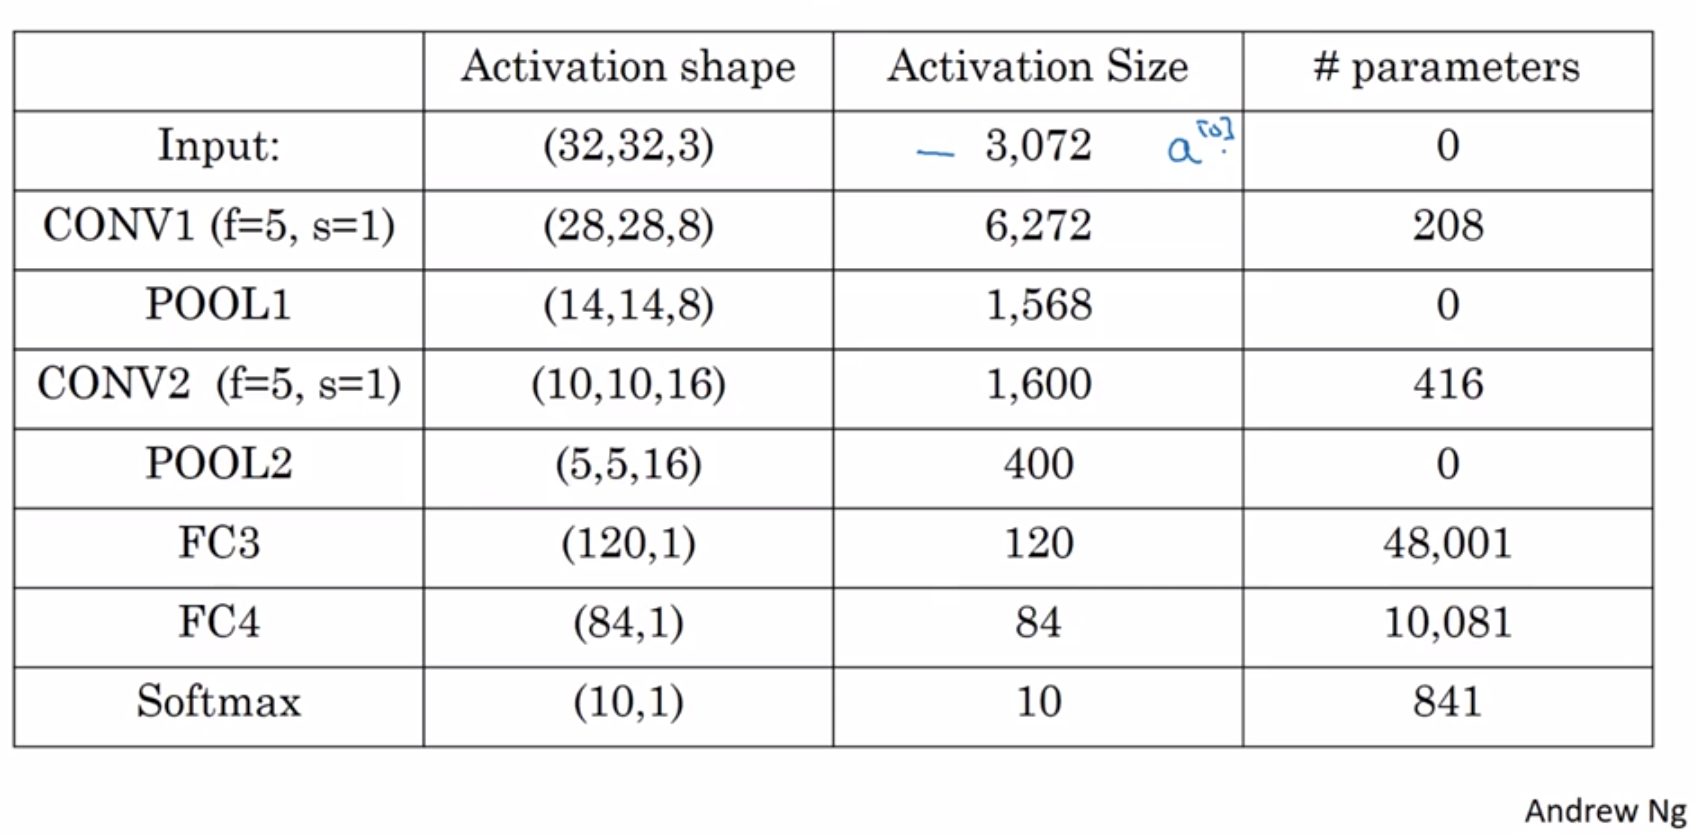 Activation shape Activation Size # parameters
Input: (32,32,3) — 3,072 a[0] 0
CONV1 (f=5, s=1) (28,28,8) 6,272 208
POOL1 (14,14,8) 1,568 0
CONV2 (f=5, s=1) (10,10,16) 1,600 416
POOL2 (5,5,16) 400 0
FC3 (120,1) 120 48,001
FC4 (84,1) 84 10,081
Softmax (10,1) 10 841
Andrew Ng